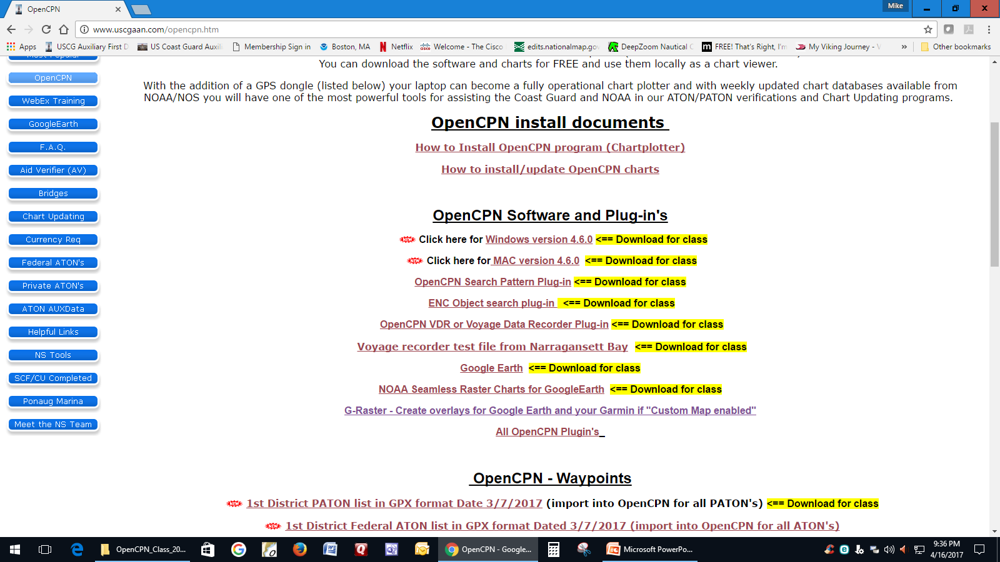 OpenCPN
Mike
www.uscgaan.com/opencpn.htm
Apps
USCG Auxiliary First D
US Coast Guard Auxili
Membership Sign in
Boston, MA
Netflix
Welcome - The Cisco
edits.nationalmap.gov
DeepZoom Nautical C
FREE! That's Right, I'm
My Viking Journey - V
»
Other bookmarks
Most Popular
OpenCPN
WebEx Training
GoogleEarth
F.A.Q.
Aid Verifier (AV)
Bridges
Chart Updating
Currency Req
Federal ATON's
Private ATON's
ATON AUXData
Helpful Links
NS Tools
SCF/CU Completed
Ponaug Marina
Meet the NS Team
You can download the software and charts for FREE and use them locally as a chart viewer.
With the addition of a GPS dongle (listed below) your laptop can become a fully operational chart plotter and with weekly updated chart databases available from
NOAA/NOS you will have one of the most powerful tools for assisting the Coast Guard and NOAA in our ATON/PATON verifications and Chart Updating programs.
OpenCPN install documents
How to Install OpenCPN program (Chartplotter)
How to install/update OpenCPN charts
OpenCPN Software and Plug-in's
NEW Click here for Windows version 4.6.0 <== Download for class
NEW Click here for MAC version 4.6.0 <== Download for class
OpenCPN Search Pattern Plug-in <== Download for class
ENC Object search plug-in <== Download for class
OpenCPN VDR or Voyage Data Recorder Plug-in <== Download for class
Voyage recorder test file from Narragansett Bay <== Download for class
Google Earth <== Download for class
NOAA Seamless Raster Charts for GoogleEarth <== Download for class
G-Raster - Create overlays for Google Earth and your Garmin if "Custom Map enabled"
All OpenCPN Plugin's
OpenCPN - Waypoints
NEW 1st District PATON list in GPX format Date 3/7/2017 (import into OpenCPN for all PATON's) <== Download for class
NEW 1st District Federal ATON list in GPX format Dated 3/7/2017 (import into OpenCPN for all ATON's)
OpenCPN_Class_20...
OpenCPN - Google...
Microsoft PowerPo...
9:36 PM
4/16/2017